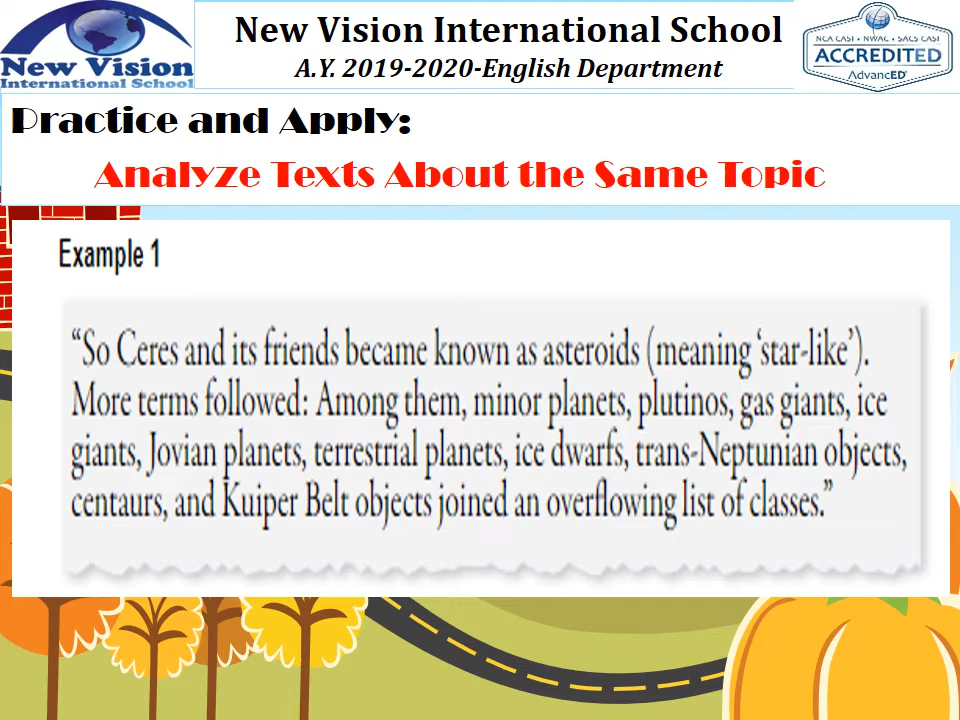 New Vision
International School
New Vision International School
A.Y. 2019-2020-English Department
NCA CASI • NWAC • SACS CASI
ACCREDITED
AdvancED®
Practice and Apply:
Analyze Texts About the Same Topic
Example 1
“So Ceres and its friends became known as asteroids (meaning ‘star-like’).
More terms followed: Among them, minor planets, plutinos, gas giants, ice
giants, Jovian planets, terrestrial planets, ice dwarfs, trans-Neptunian objects,
centaurs, and Kuiper Belt objects joined an overflowing list of classes.”